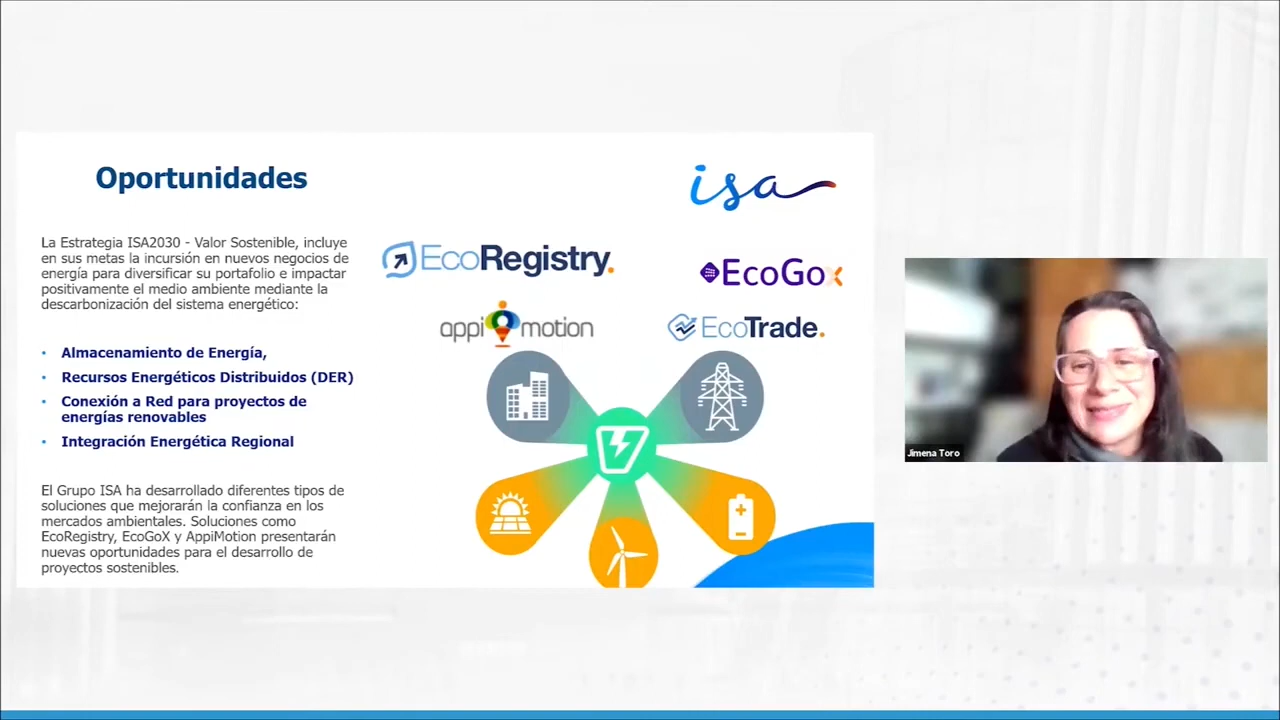 Oportunidades
isa
La Estrategia ISA2030 - Valor Sostenible, incluye
en sus metas la incursión en nuevos negocios de
energía para diversificar su portafolio e impactar
positivamente el medio ambiente mediante la
descarbonización del sistema energético:
• Almacenamiento de Energía,
• Recursos Energéticos Distribuidos (DER)
• Conexión a Red para proyectos de
energías renovables
• Integración Energética Regional
El Grupo ISA ha desarrollado diferentes tipos de
soluciones que mejorarán la confianza en los
mercados ambientales. Soluciones como
EcoRegistry, EcoGoX y AppiMotion presentarán
nuevas oportunidades para el desarrollo de
proyectos sostenibles.
EcoRegistry.
EcoGox
appi motion
EcoTrade.
Jimena Toro